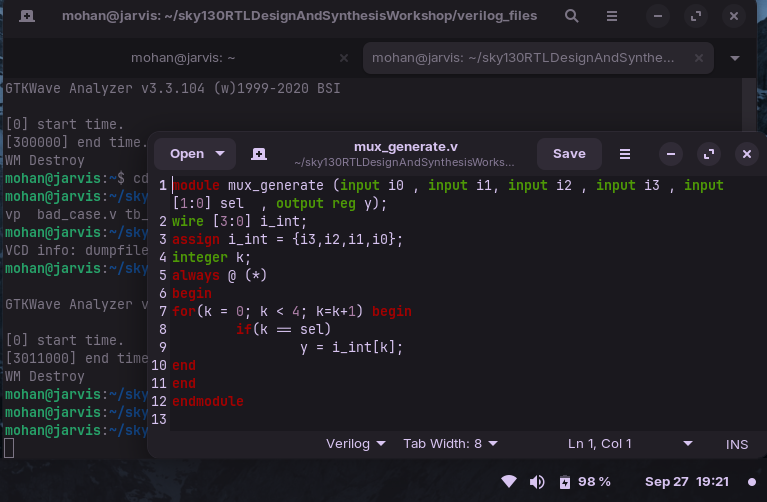 mohan@jarvis: ~/sky130RTLDesignAndSynthesisWorkshop/verilog_files
mohan@jarvis: ~
mohan@jarvis: ~/sky130RTLDesignAndSynthe...
GTKWave Analyzer v3.3.104 (w)1999-2020 BSI
[0] start time.
[300000] end time.
WM Destroy
mohan@jarvis:~$ cd
mohan@jarvis:~/sky
vp bad_case.v tb_
mohan@jarvis:~/sky
VCD info: dumpfile
mohan@jarvis:~/sky
GTKWave Analyzer v
[0] start time.
[3011000] end time
WM Destroy
mohan@jarvis:~/sky
mohan@jarvis:~/sky
mohan@jarvis:~/sky
Open
mux_generate.v
~/sky130RTLDesignAndSynthesisWorks...
Save
1 module mux_generate (input i0 , input i1, input i2 , input i3 , input
[1:0] sel , output reg y);
2 wire [3:0] i_int;
3 assign i_int = {i3,i2,i1,i0};
4 integer k;
5 always @ (*)
6 begin
7 for(k = 0; k < 4; k=k+1) begin
8 if(k == sel)
9 y = i_int[k];
10 end
11 end
12 endmodule
13
Verilog Tab Width: 8 Ln 1, Col 1 INS
98 % Sep 27 19:21